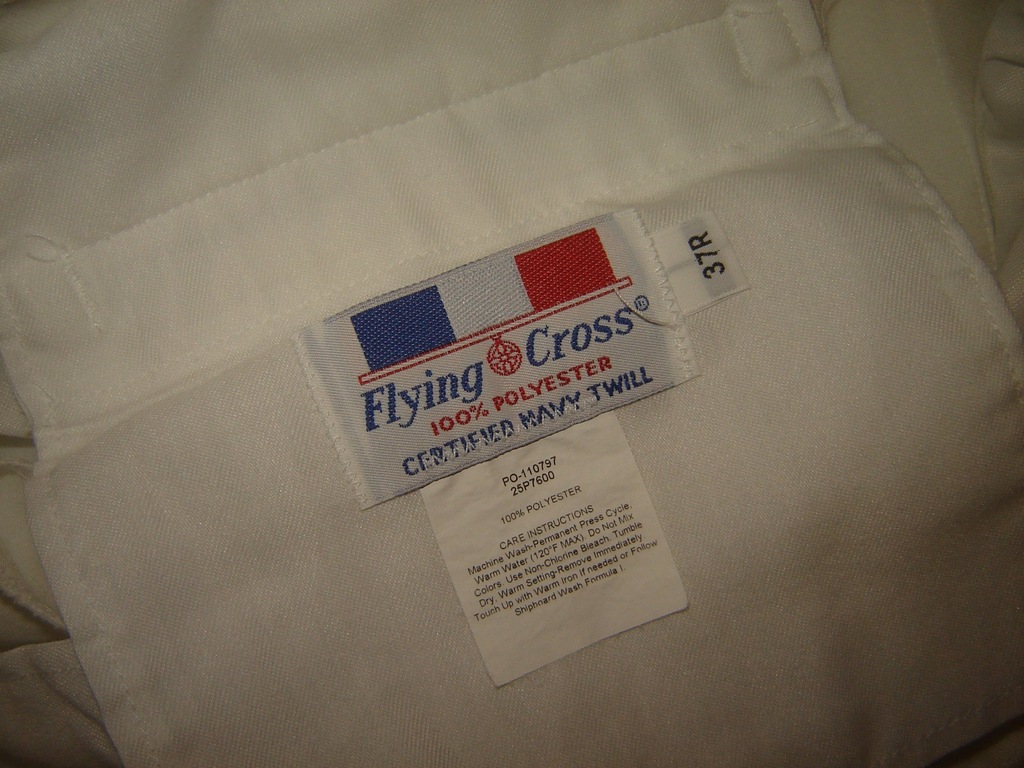 37R
Flying Cross®
100% POLYESTER
CERTIFIED NAVY TWILL
PO-110797
25P7600
100% POLYESTER
CARE INSTRUCTIONS
Machine Wash-Permanent Press Cycle,
Warm Water (120°F MAX). Do Not Mix
Colors. Use Non-Chlorine Bleach. Tumble
Dry, Warm Setting-Remove Immediately
Touch Up with Warm Iron if needed or Follow
Shipboard Wash Formula I.